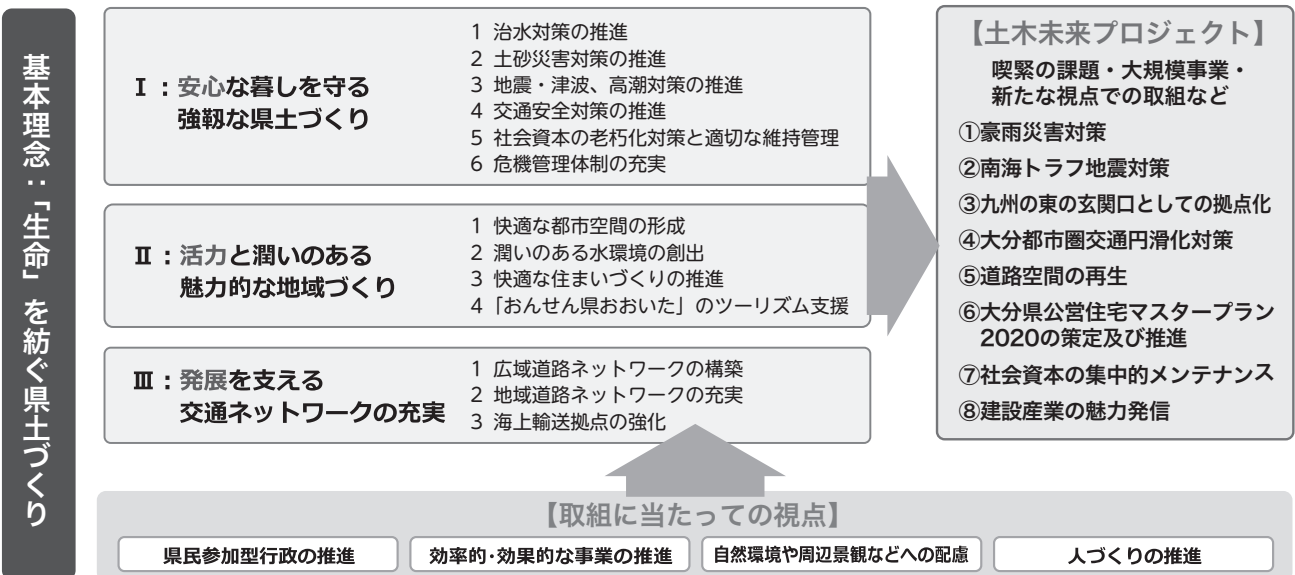 基本理念：「生命」を紡ぐ県土づくり
Ⅰ：安心な暮しを守る
強靱な県土づくり
1 治水対策の推進
2 土砂災害対策の推進
3 地震・津波、高潮対策の推進
4 交通安全対策の推進
5 社会資本の老朽化対策と適切な維持管理
6 危機管理体制の充実
Ⅱ：活力と潤いのある
魅力的な地域づくり
1 快適な都市空間の形成
2 潤いのある水環境の創出
3 快適な住まいづくりの推進
4「おんせん県おおいた」のツーリズム支援
Ⅲ：発展を支える
交通ネットワークの充実
1 広域道路ネットワークの構築
2 地域道路ネットワークの充実
3 海上輸送拠点の強化
【土木未来プロジェクト】
喫緊の課題・大規模事業・
新たな視点での取組など
①豪雨災害対策
②南海トラフ地震対策
③九州の東の玄関口としての拠点化
④大分都市圏交通円滑化対策
⑤道路空間の再生
⑥大分県公営住宅マスタープラン
2020の策定及び推進
⑦社会資本の集中的メンテナンス
⑧建設産業の魅力発信
【取組に当たっての視点】
県民参加型行政の推進
効率的・効果的な事業の推進
自然環境や周辺景観などへの配慮
人づくりの推進